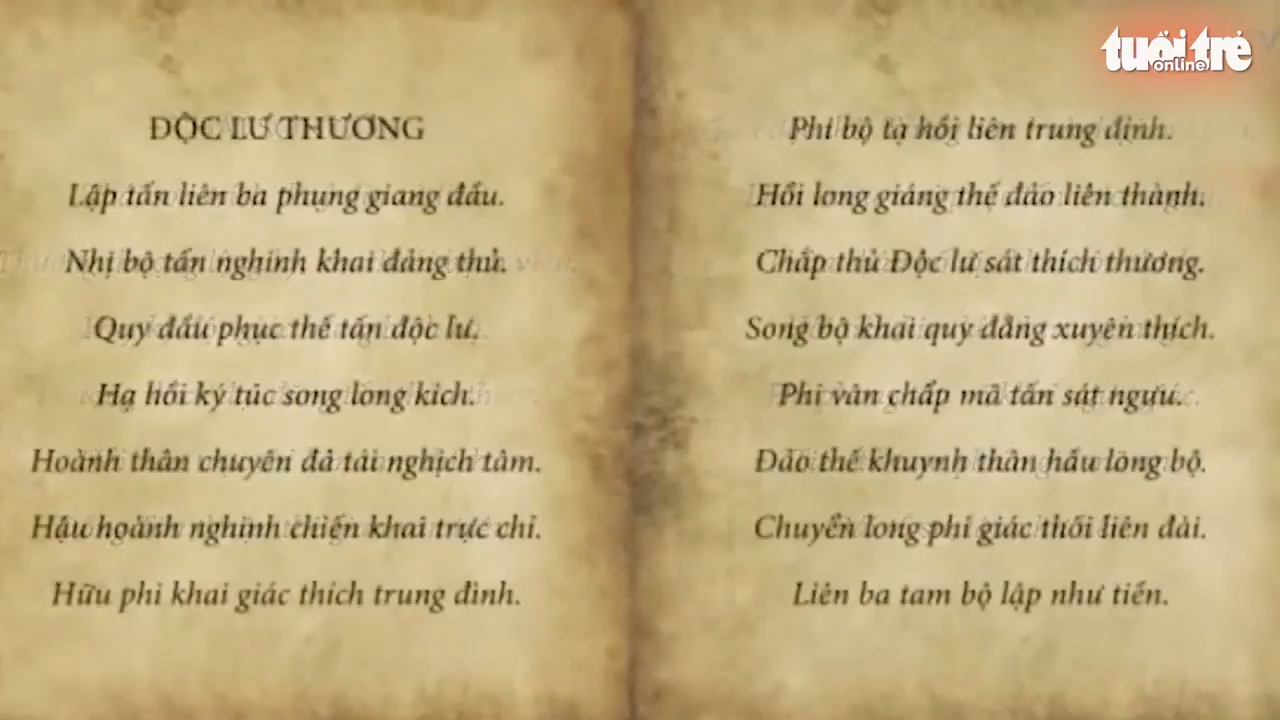 tuổi trẻ
online
ĐỘC LƯ THƯƠNG
Lập tấn liên ba phụng giang đầu.
Nhị bộ tấn nghinh khai đảng thủ.
Quy đầu phục thế tấn độc lư.
Hạ hồi ký túc song long kích.
Hoành thân chuyên đả tải nghịch tâm.
Hậu hoành nghinh chiến khai trực chỉ.
Hữu phi khai giác thích trung đình.
Phi bộ tạ hồi liên trung định.
Hồi long giáng thế đảo liên thành.
Chấp thủ Độc lư sát thích thương.
Song bộ khai quy đẳng xuyên thích.
Phi vân chấp mã tấn sát ngưu.
Đảo thế khuynh thân hầu long bộ.
Chuyển long phi giác thối liên đài.
Liên ba tam bộ lập như tiền.